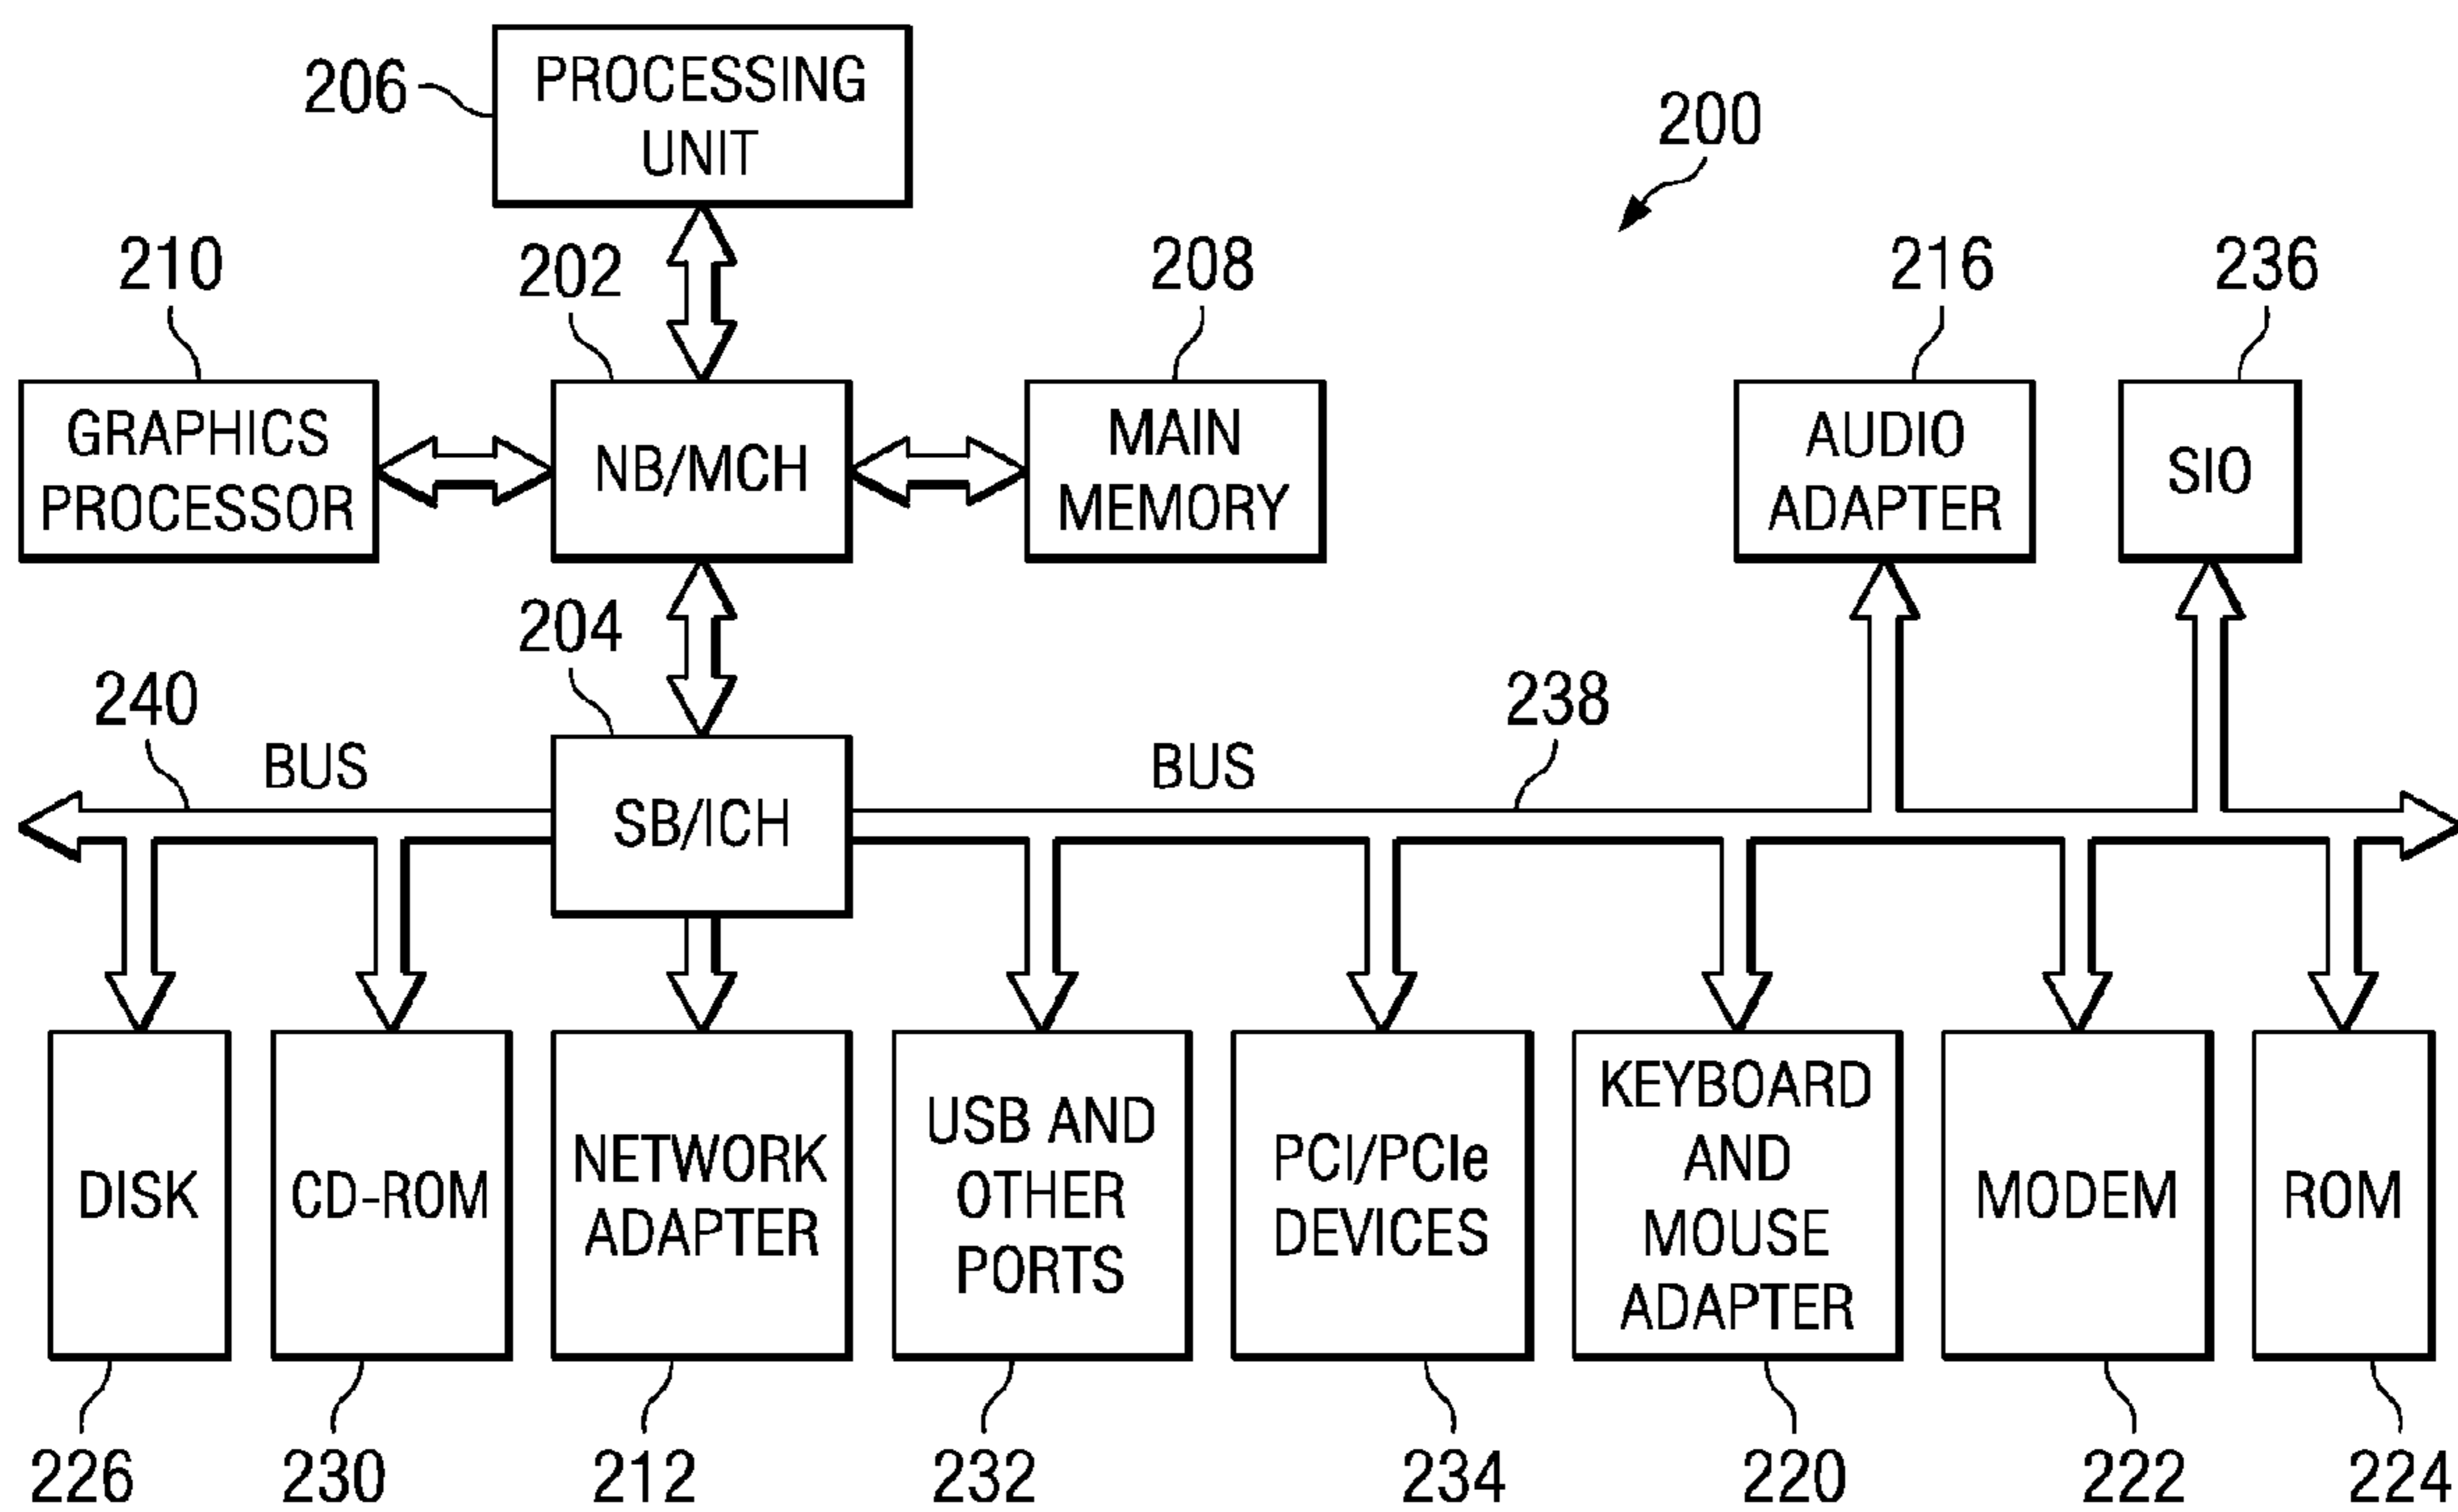 PROCESSING
UNIT
206
200
210
202
208
216
236
GRAPHICS
PROCESSOR
NB/MCH
MAIN
MEMORY
AUDIO
ADAPTER
SIO
204
240
BUS
BUS
238
SB/ICH
DISK
CD-ROM
NETWORK
ADAPTER
USB AND
OTHER
PORTS
PCI/PCIe
DEVICES
KEYBOARD
AND
MOUSE
ADAPTER
MODEM
ROM
226
230
212
232
234
220
222
224